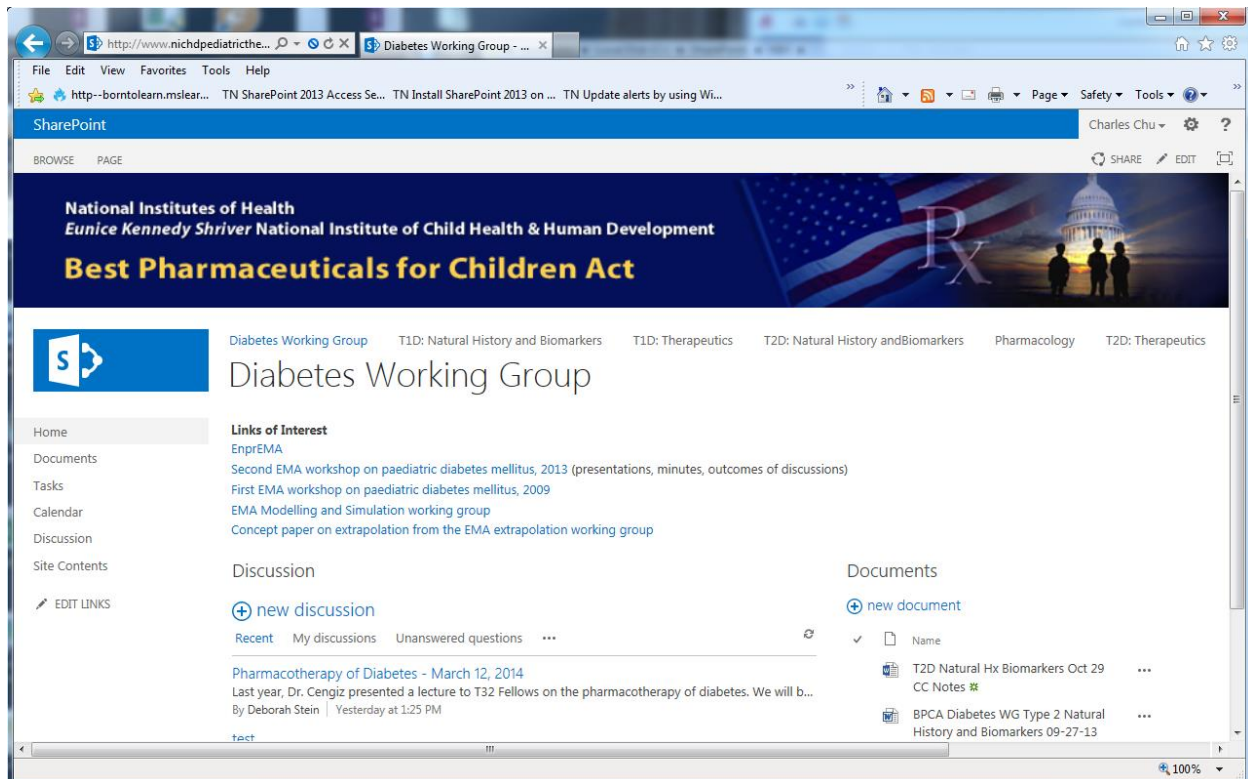 http://www.nichdpediatricthe...
Diabetes Working Group - ...
File Edit View Favorites Tools Help
http--borntolearn.mslear... TN SharePoint 2013 Access Se... TN Install SharePoint 2013 on ... TN Update alerts by using Wi... » Page Safety Tools »
SharePoint Charles Chu ?
BROWSE PAGE SHARE EDIT
National Institutes of Health
Eunice Kennedy Shriver National Institute of Child Health & Human Development
Best Pharmaceuticals for Children Act
Rx
S
Diabetes Working Group T1D: Natural History and Biomarkers T1D: Therapeutics T2D: Natural History andBiomarkers Pharmacology T2D: Therapeutics
Diabetes Working Group
Home
Documents
Tasks
Calendar
Discussion
Site Contents
EDIT LINKS
Links of Interest
EnprEMA
Second EMA workshop on paediatric diabetes mellitus, 2013 (presentations, minutes, outcomes of discussions)
First EMA workshop on paediatric diabetes mellitus, 2009
EMA Modelling and Simulation working group
Concept paper on extrapolation from the EMA extrapolation working group
Discussion
new discussion
Recent My discussions Unanswered questions •••
Pharmacotherapy of Diabetes - March 12, 2014
Last year, Dr. Cengiz presented a lecture to T32 Fellows on the pharmacotherapy of diabetes. We will b...
By Deborah Stein | Yesterday at 1:25 PM
test
Documents
new document
Name
T2D Natural Hx Biomarkers Oct 29 •••
CC Notes
BPCA Diabetes WG Type 2 Natural •••
History and Biomarkers 09-27-13
100%